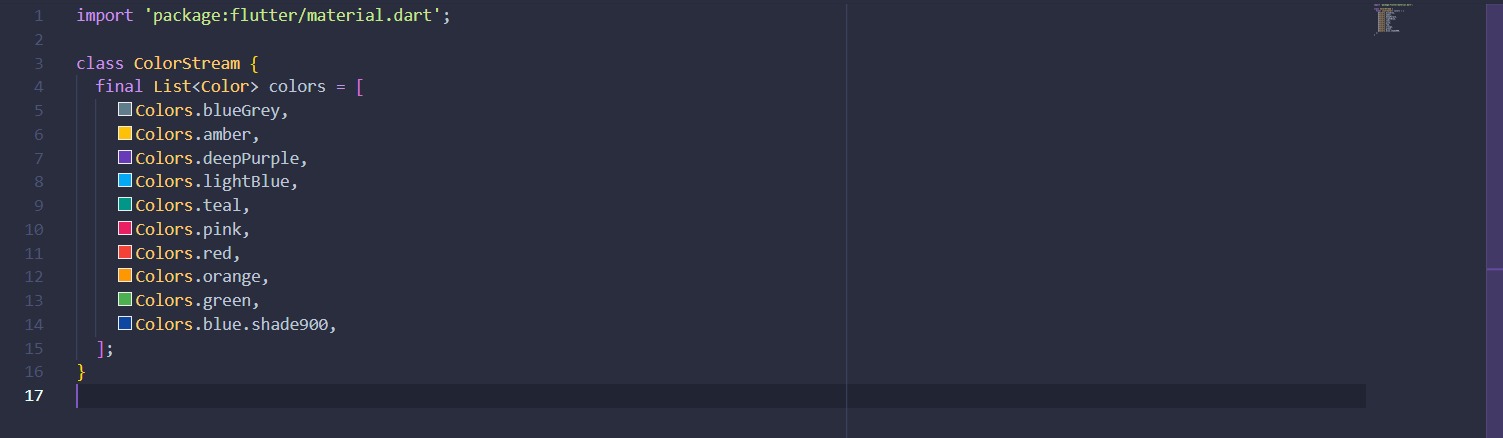 1 import 'package:flutter/material.dart';
2
3 class ColorStream {
4 final List<Color> colors = [
5 Colors.blueGrey,
6 Colors.amber,
7 Colors.deepPurple,
8 Colors.lightBlue,
9 Colors.teal,
10 Colors.pink,
11 Colors.red,
12 Colors.orange,
13 Colors.green,
14 Colors.blue.shade900,
15 ];
16 }
17